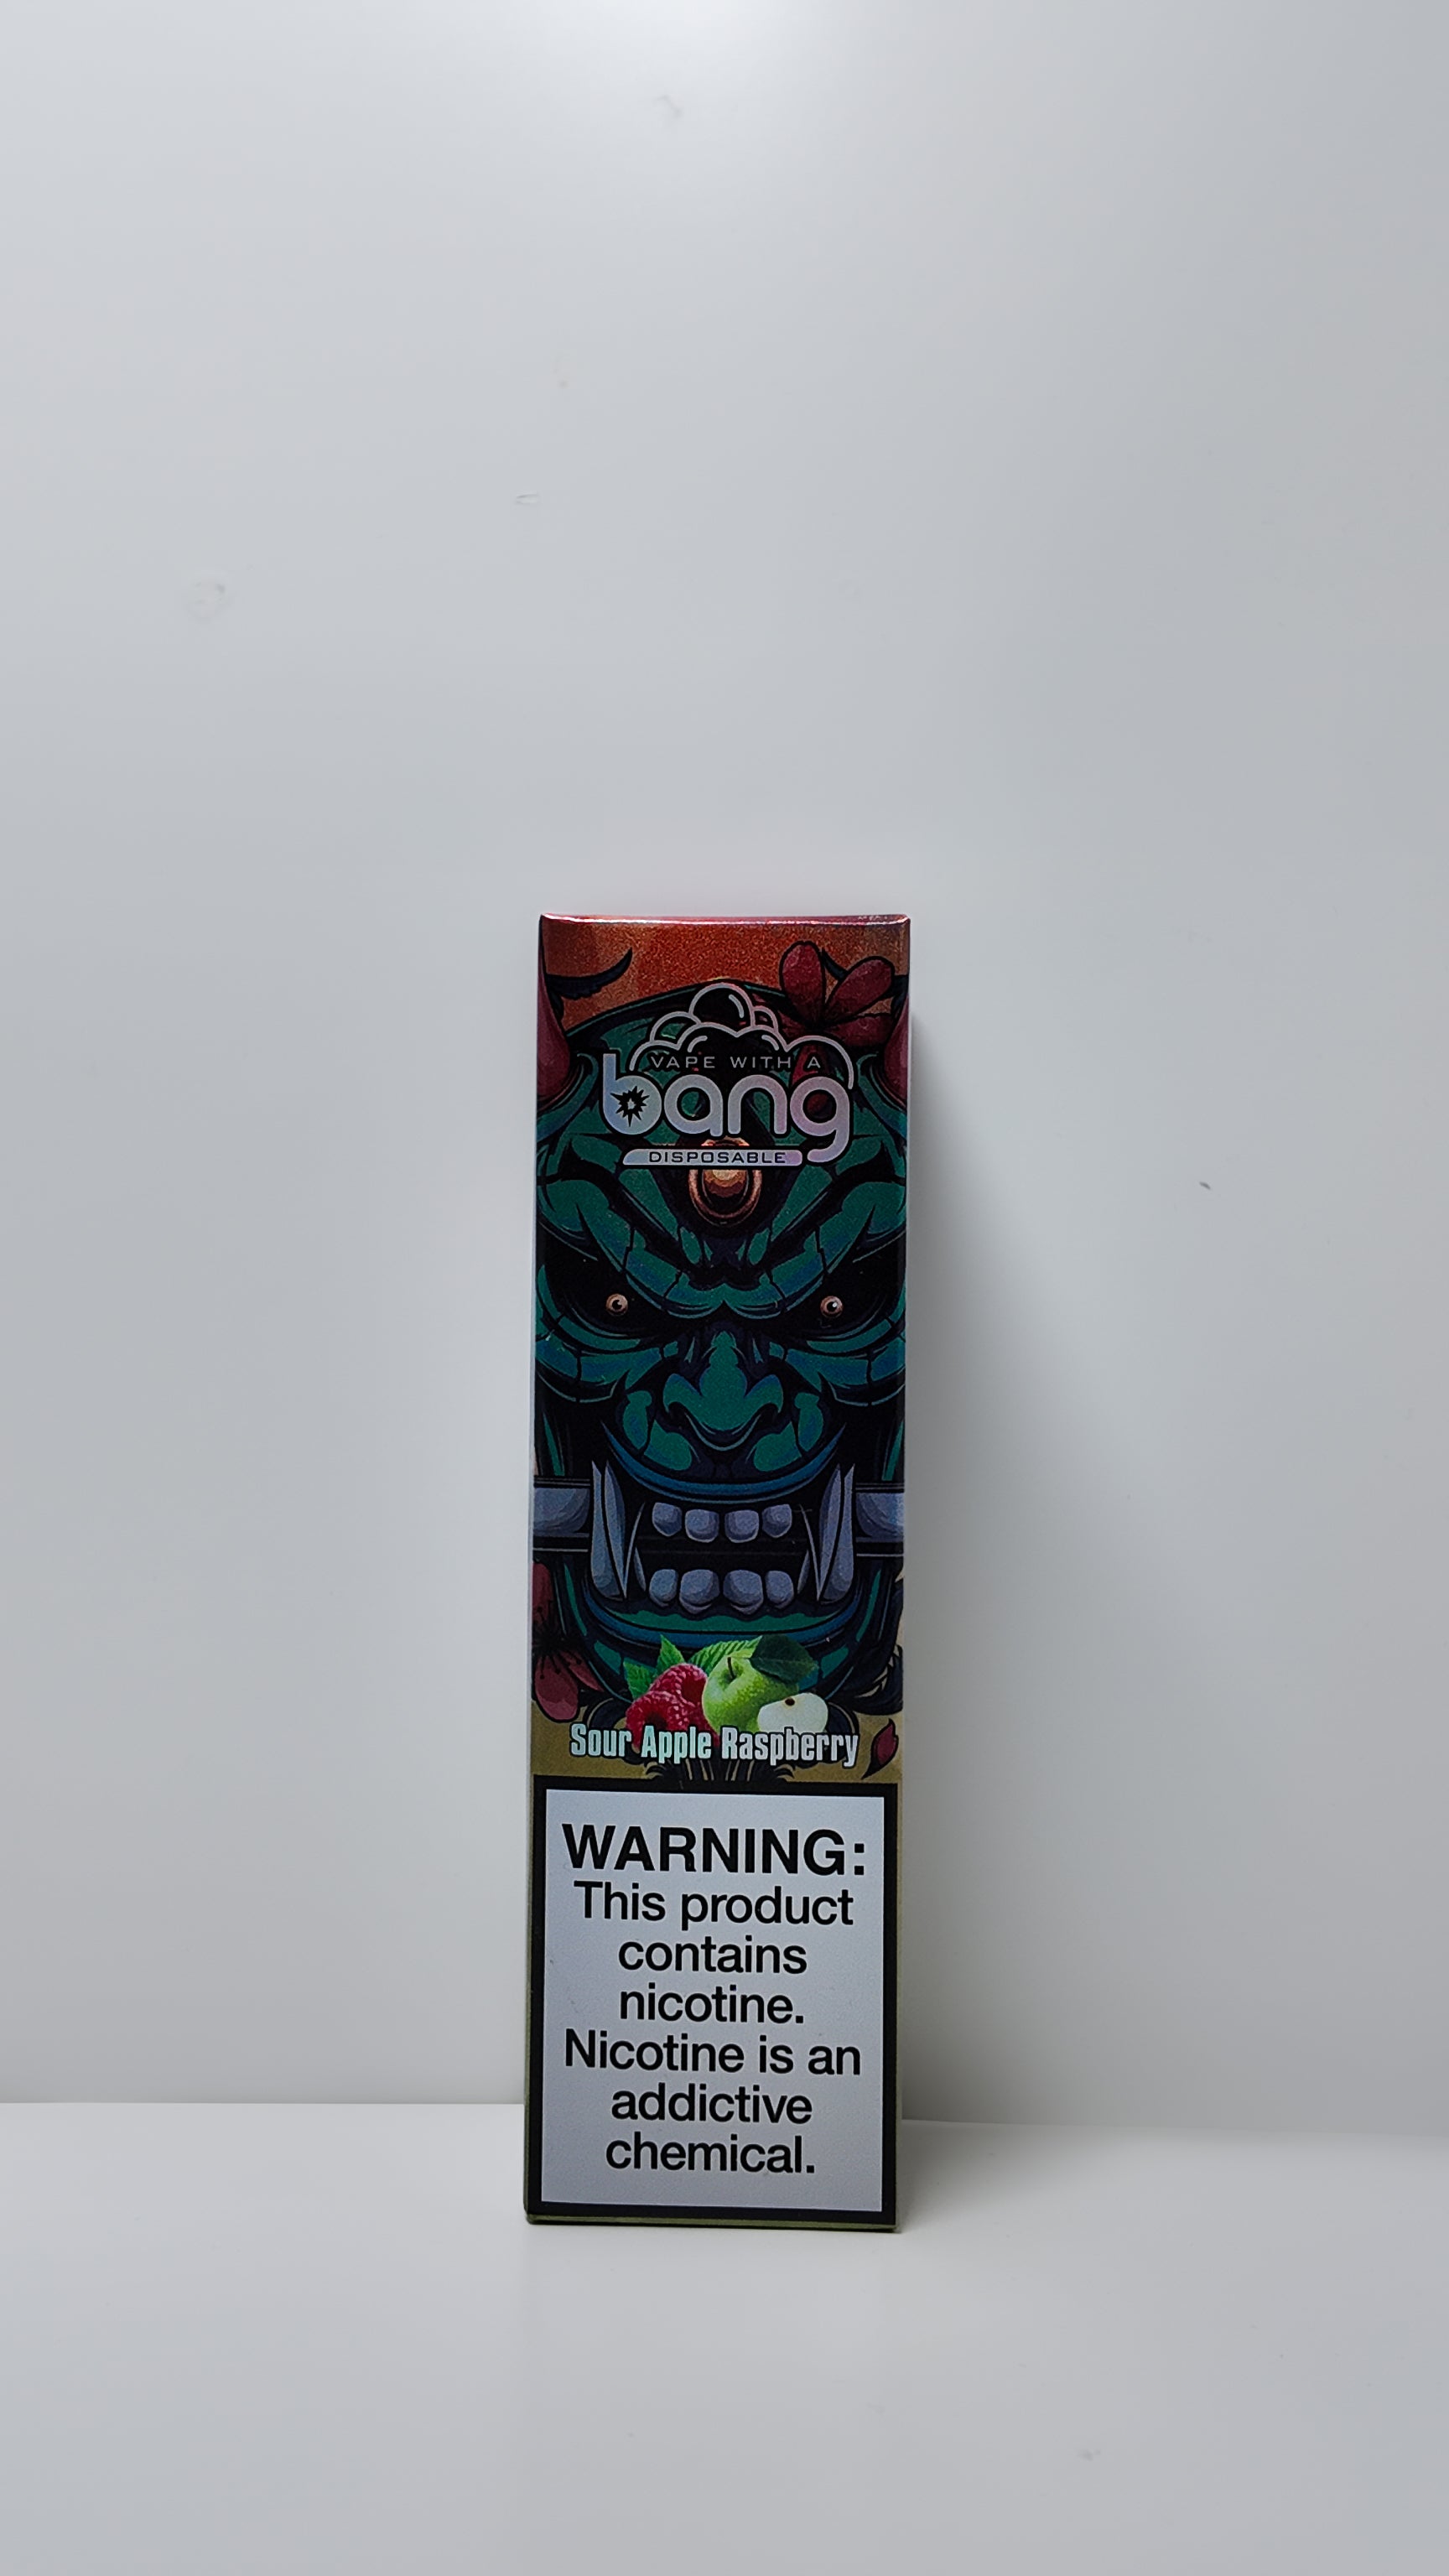 VAPE WITH A
bang
DISPOSABLE
Sour Apple Raspberry
WARNING:
This product
contains
nicotine.
Nicotine is an
addictive
chemical.